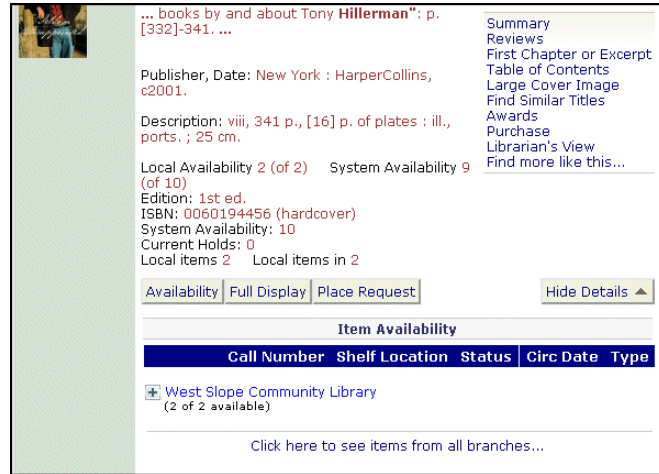 ... books by and about Tony Hillerman": p.
[332]-341. ...
Publisher, Date: New York : HarperCollins,
c2001.
Description: viii, 341 p., [16] p. of plates : ill.,
ports. ; 25 cm.
Local Availability 2 (of 2) System Availability 9
(of 10)
Edition: 1st ed.
ISBN: 0060194456 (hardcover)
System Availability: 10
Current Holds: 0
Local items 2 Local items in 2
Summary
Reviews
First Chapter or Excerpt
Table of Contents
Large Cover Image
Find Similar Titles
Awards
Purchase
Librarian's View
Find more like this...
Availability Full Display Place Request Hide Details
Item Availability
Call Number Shelf Location Status Circ Date Type
West Slope Community Library
(2 of 2 available)
Click here to see items from all branches...